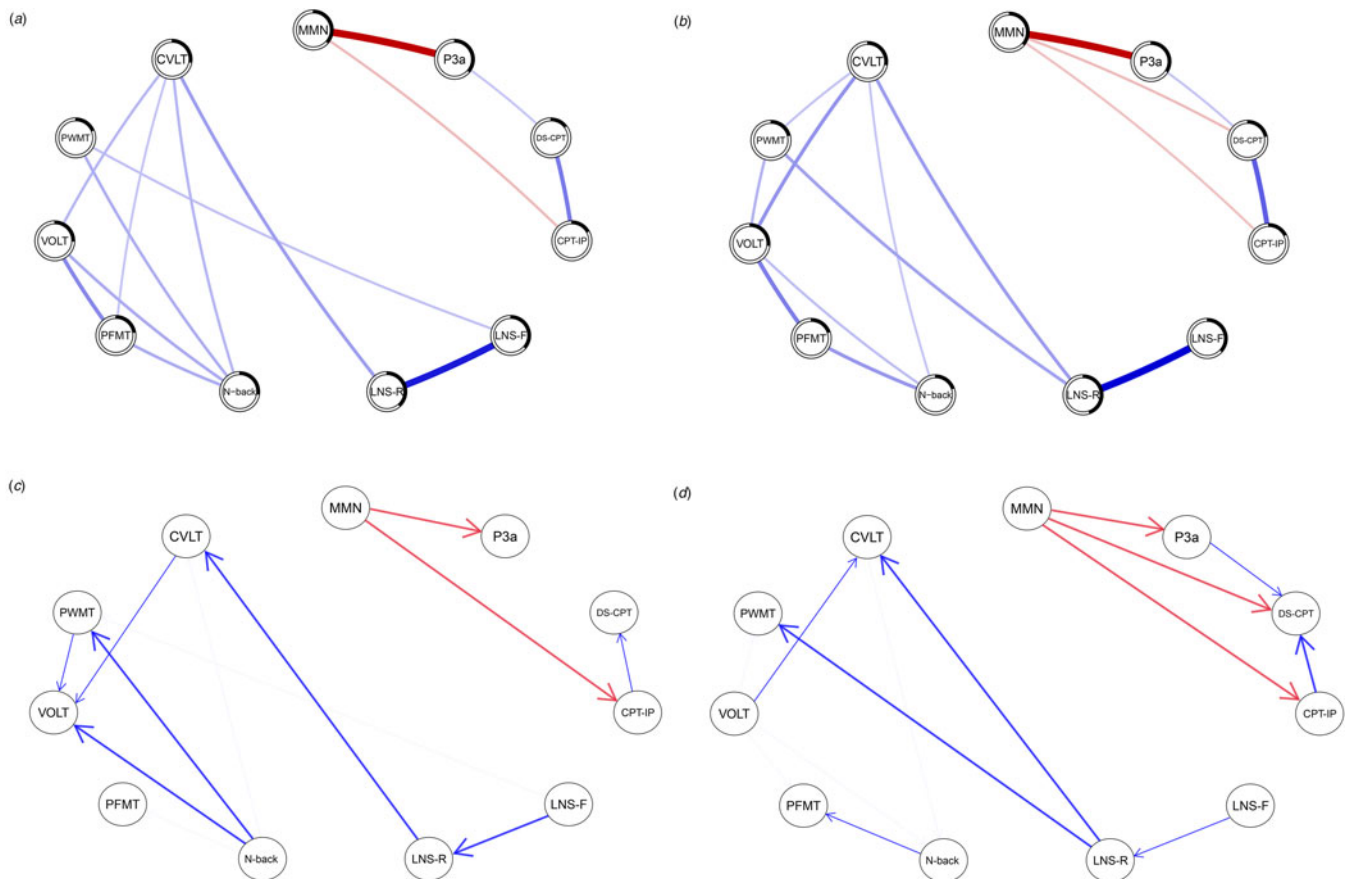 (a)
MMN
P3a
CVLT
PWMT
DS-CPT
VOLT
CPT-IP
PFMT
LNS-F
N-back
LNS-R
(b)
MMN
P3a
CVLT
PWMT
DS-CPT
VOLT
CPT-IP
PFMT
LNS-F
N-back
LNS-R
(c)
MMN
P3a
CVLT
PWMT
DS-CPT
VOLT
CPT-IP
PFMT
LNS-F
N-back
LNS-R
(d)
MMN
P3a
CVLT
PWMT
DS-CPT
VOLT
CPT-IP
PFMT
LNS-F
N-back
LNS-R